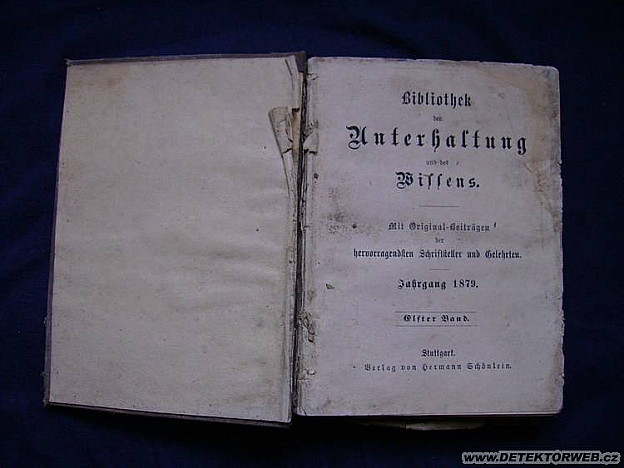 Bibliothek
der
Unterhaltung
und des
Wissens.
Mit Original-Beiträgen
der
hervorragendsten Schriftsteller und Gelehrten.
Jahrgang 1879.
Elfter Band.
Stuttgart.
Verlag von Hermann Schönlein.
WWW.DETEKTORWEB.CZ